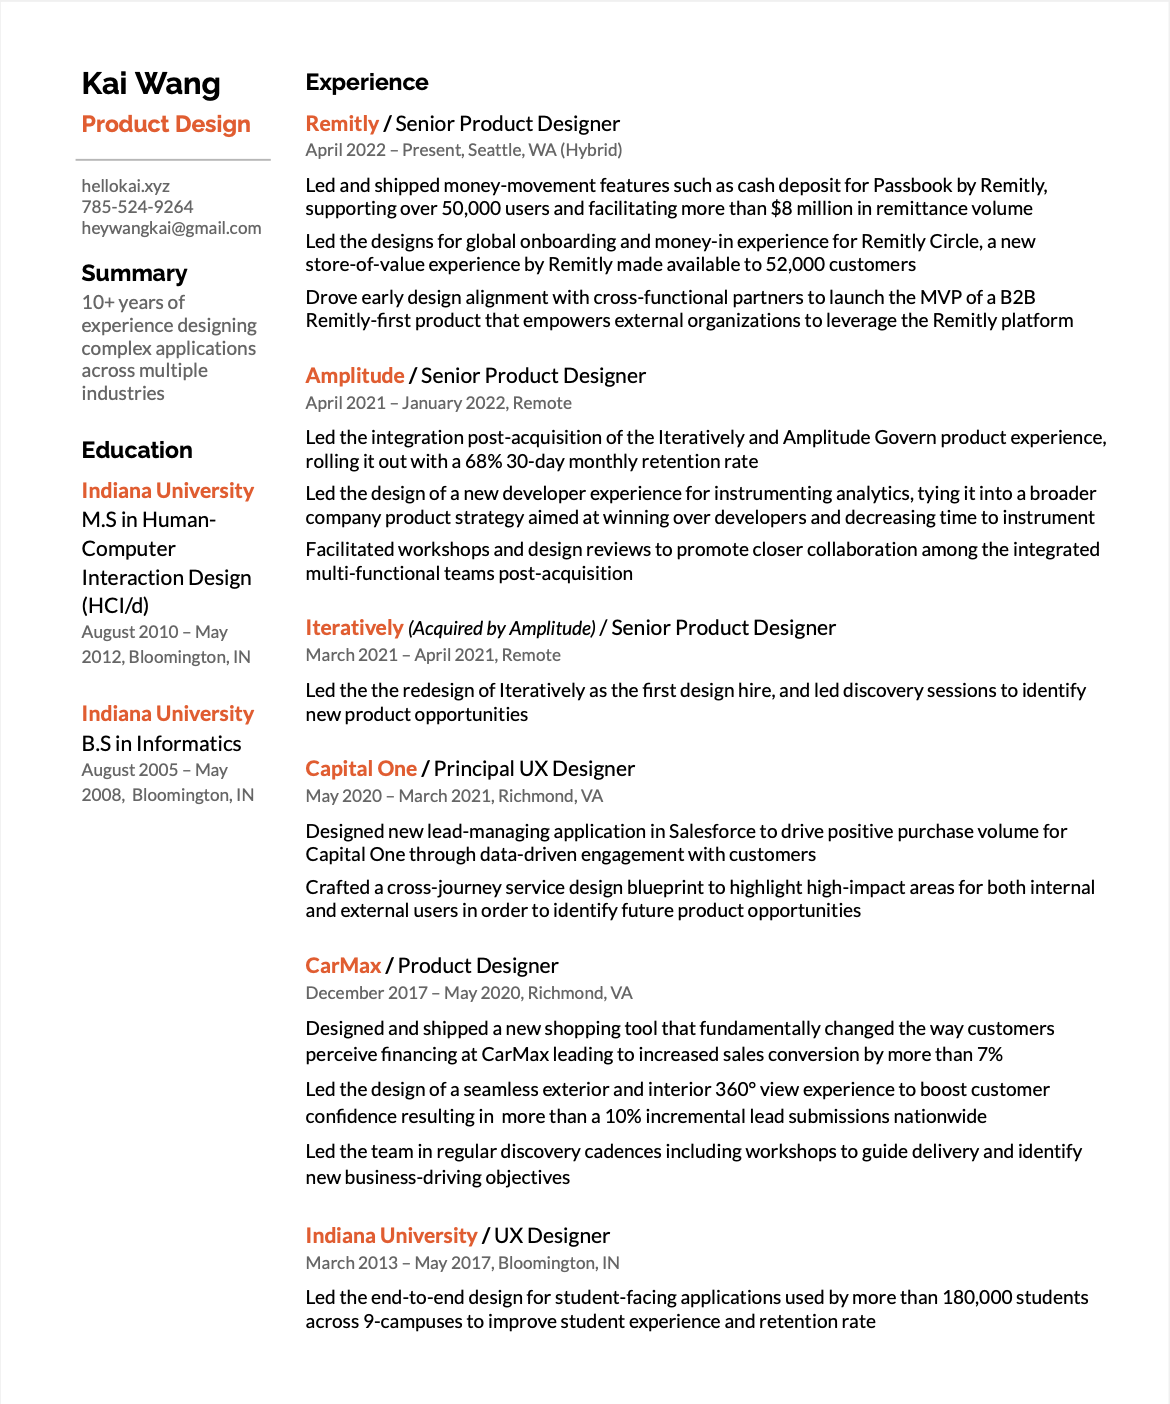 Kai Wang
Product Design
hellokai.xyz
785-524-9264
heywangkai@gmail.com
Summary
10+ years of
experience designing
complex applications
across multiple
industries
Education
Indiana University
M.S in Human-
Computer
Interaction Design
(HCI/d)
August 2010 – May
2012, Bloomington, IN
Indiana University
B.S in Informatics
August 2005 – May
2008,  Bloomington, IN
Experience
Remitly / Senior Product Designer
April 2022 – Present, Seattle, WA (Hybrid)
Led and shipped money-movement features such as cash deposit for Passbook by Remitly,
supporting over 50,000 users and facilitating more than $8 million in remittance volume
Led the designs for global onboarding and money-in experience for Remitly Circle, a new
store-of-value experience by Remitly made available to 52,000 customers
Drove early design alignment with cross-functional partners to launch the MVP of a B2B
Remitly-first product that empowers external organizations to leverage the Remitly platform
Amplitude / Senior Product Designer
April 2021 – January 2022, Remote
Led the integration post-acquisition of the Iteratively and Amplitude Govern product experience,
rolling it out with a 68% 30-day monthly retention rate
Led the design of a new developer experience for instrumenting analytics, tying it into a broader
company product strategy aimed at winning over developers and decreasing time to instrument
Facilitated workshops and design reviews to promote closer collaboration among the integrated
multi-functional teams post-acquisition
Iteratively (Acquired by Amplitude) / Senior Product Designer
March 2021 – April 2021, Remote
Led the the redesign of Iteratively as the first design hire, and led discovery sessions to identify
new product opportunities
Capital One / Principal UX Designer
May 2020 – March 2021, Richmond, VA
Designed new lead-managing application in Salesforce to drive positive purchase volume for
Capital One through data-driven engagement with customers
Crafted a cross-journey service design blueprint to highlight high-impact areas for both internal
and external users in order to identify future product opportunities
CarMax / Product Designer
December 2017 – May 2020, Richmond, VA
Designed and shipped a new shopping tool that fundamentally changed the way customers
perceive financing at CarMax leading to increased sales conversion by more than 7%
Led the design of a seamless exterior and interior 360° view experience to boost customer
confidence resulting in  more than a 10% incremental lead submissions nationwide
Led the team in regular discovery cadences including workshops to guide delivery and identify
new business-driving objectives
Indiana University / UX Designer
March 2013 – May 2017, Bloomington, IN
Led the end-to-end design for student-facing applications used by more than 180,000 students
across 9-campuses to improve student experience and retention rate